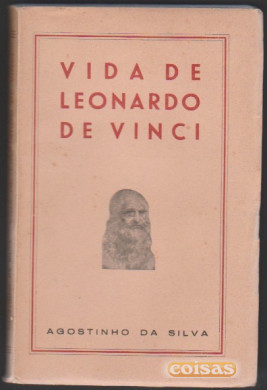 VIDA DE
LEONARDO
DE VINCI
AGOSTINHO DA SILVA
coisas